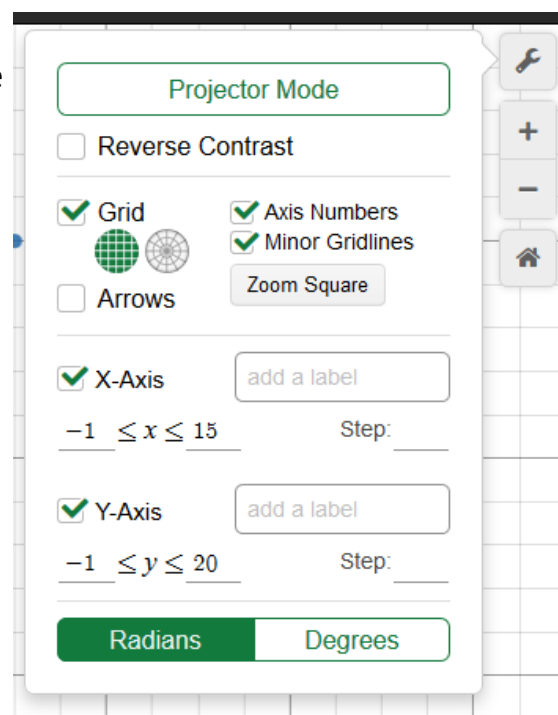 e
Projector Mode
Reverse Contrast
Grid
Axis Numbers
Minor Gridlines
Arrows
Zoom Square
X-Axis
add a label
−1 ≤ x ≤ 15
Step:
Y-Axis
add a label
−1 ≤ y ≤ 20
Step:
Radians
Degrees
+
−